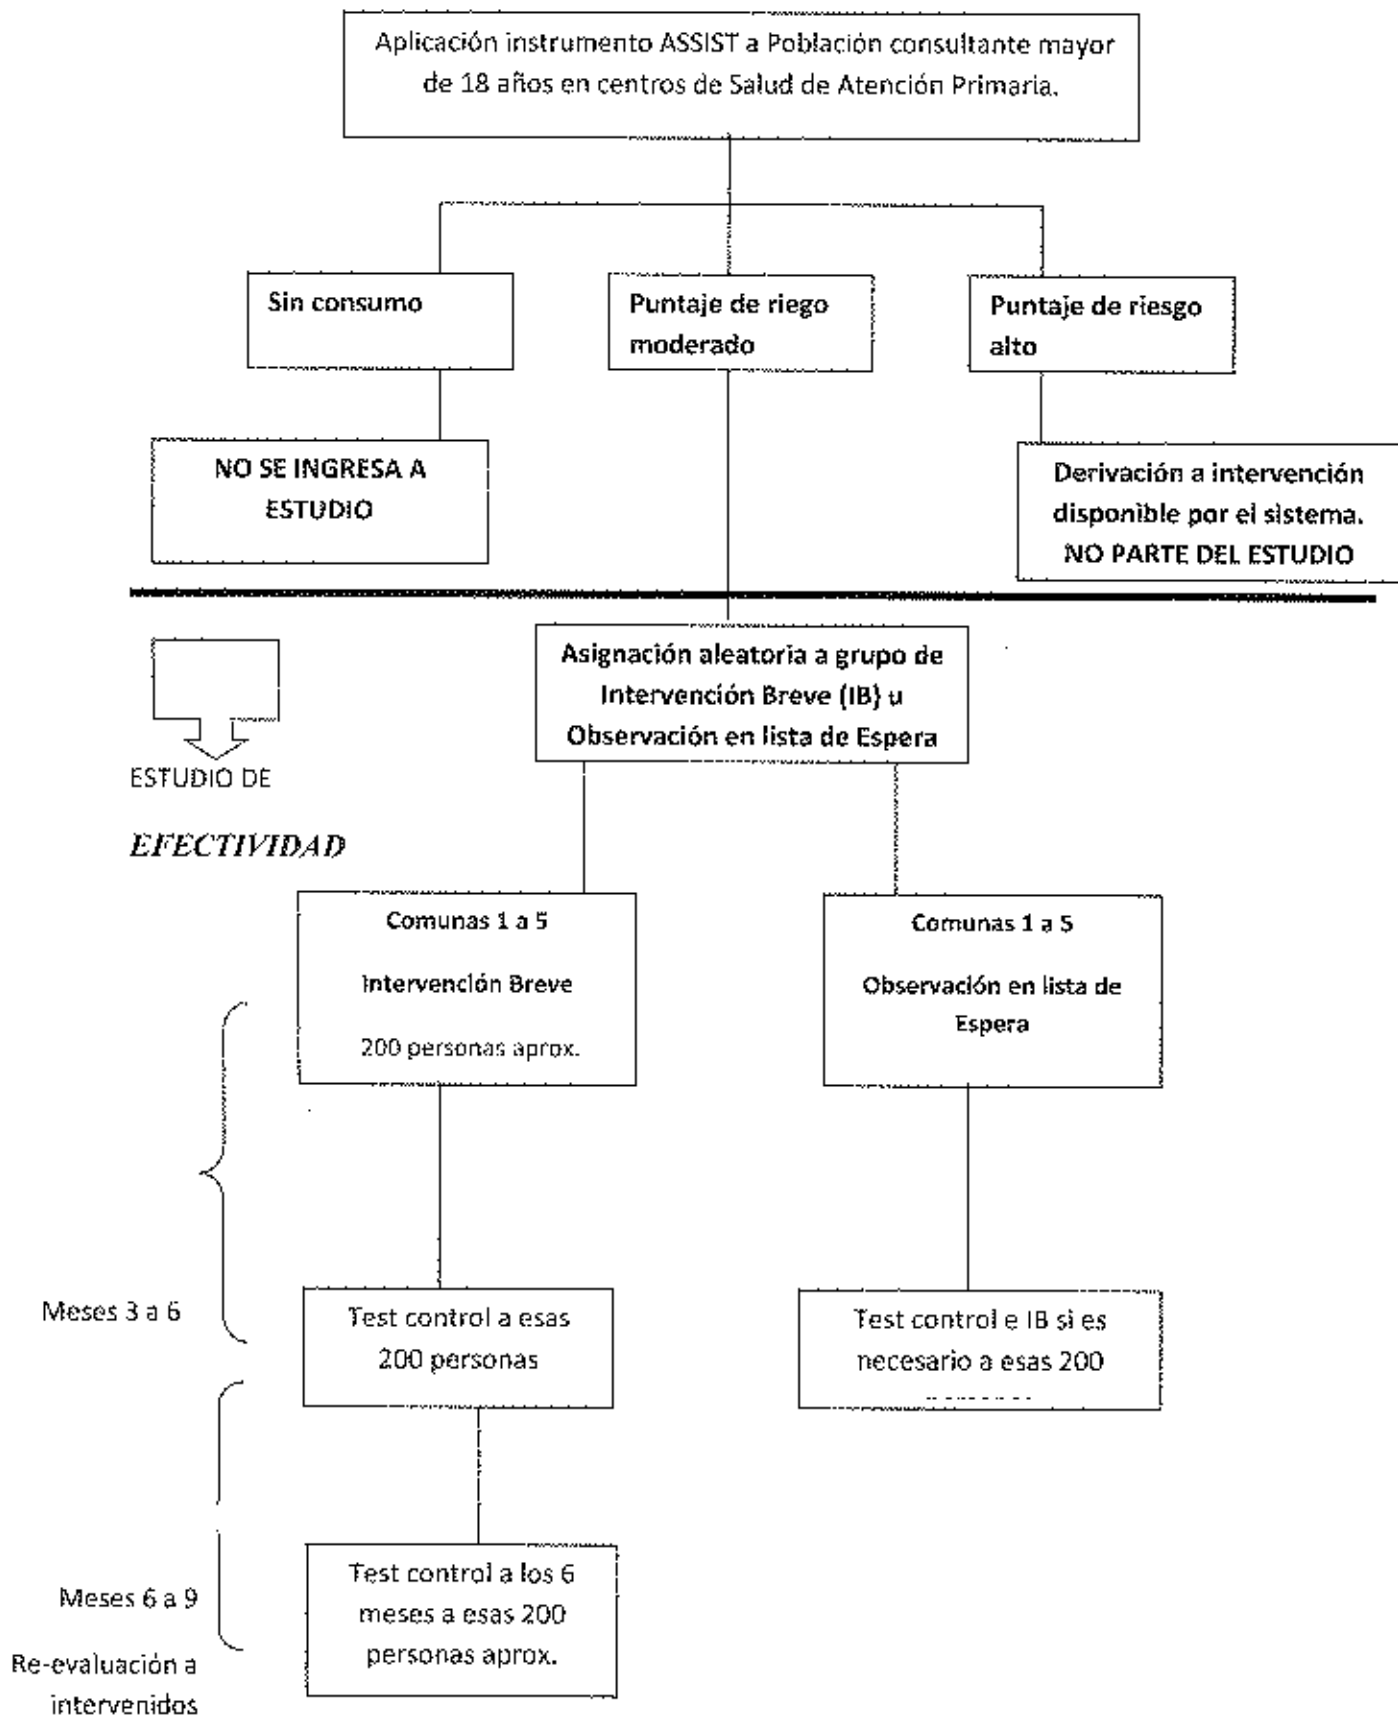 Aplicación instrumento ASSIST a Población consultante mayor
de 18 años en centros de Salud de Atención Primaria.
Sin consumo
Puntaje de riego
moderado
Puntaje de riesgo
alto
NO SE INGRESA A
ESTUDIO
Derivación a intervención
disponible por el sistema.
NO PARTE DEL ESTUDIO
Asignación aleatoria a grupo de
Intervención Breve (IB) u
Observación en lista de Espera
ESTUDIO DE
EFECTIVIDAD
Comunas 1 a 5
Intervención Breve
200 personas aprox.
Comunas 1 a 5
Observación en lista de
Espera
Meses 3 a 6
Test control a esas
200 personas
Test control e IB si es
necesario a esas 200
Meses 6 a 9
Re-evaluación a
intervenidos
Test control a los 6
meses a esas 200
personas aprox.